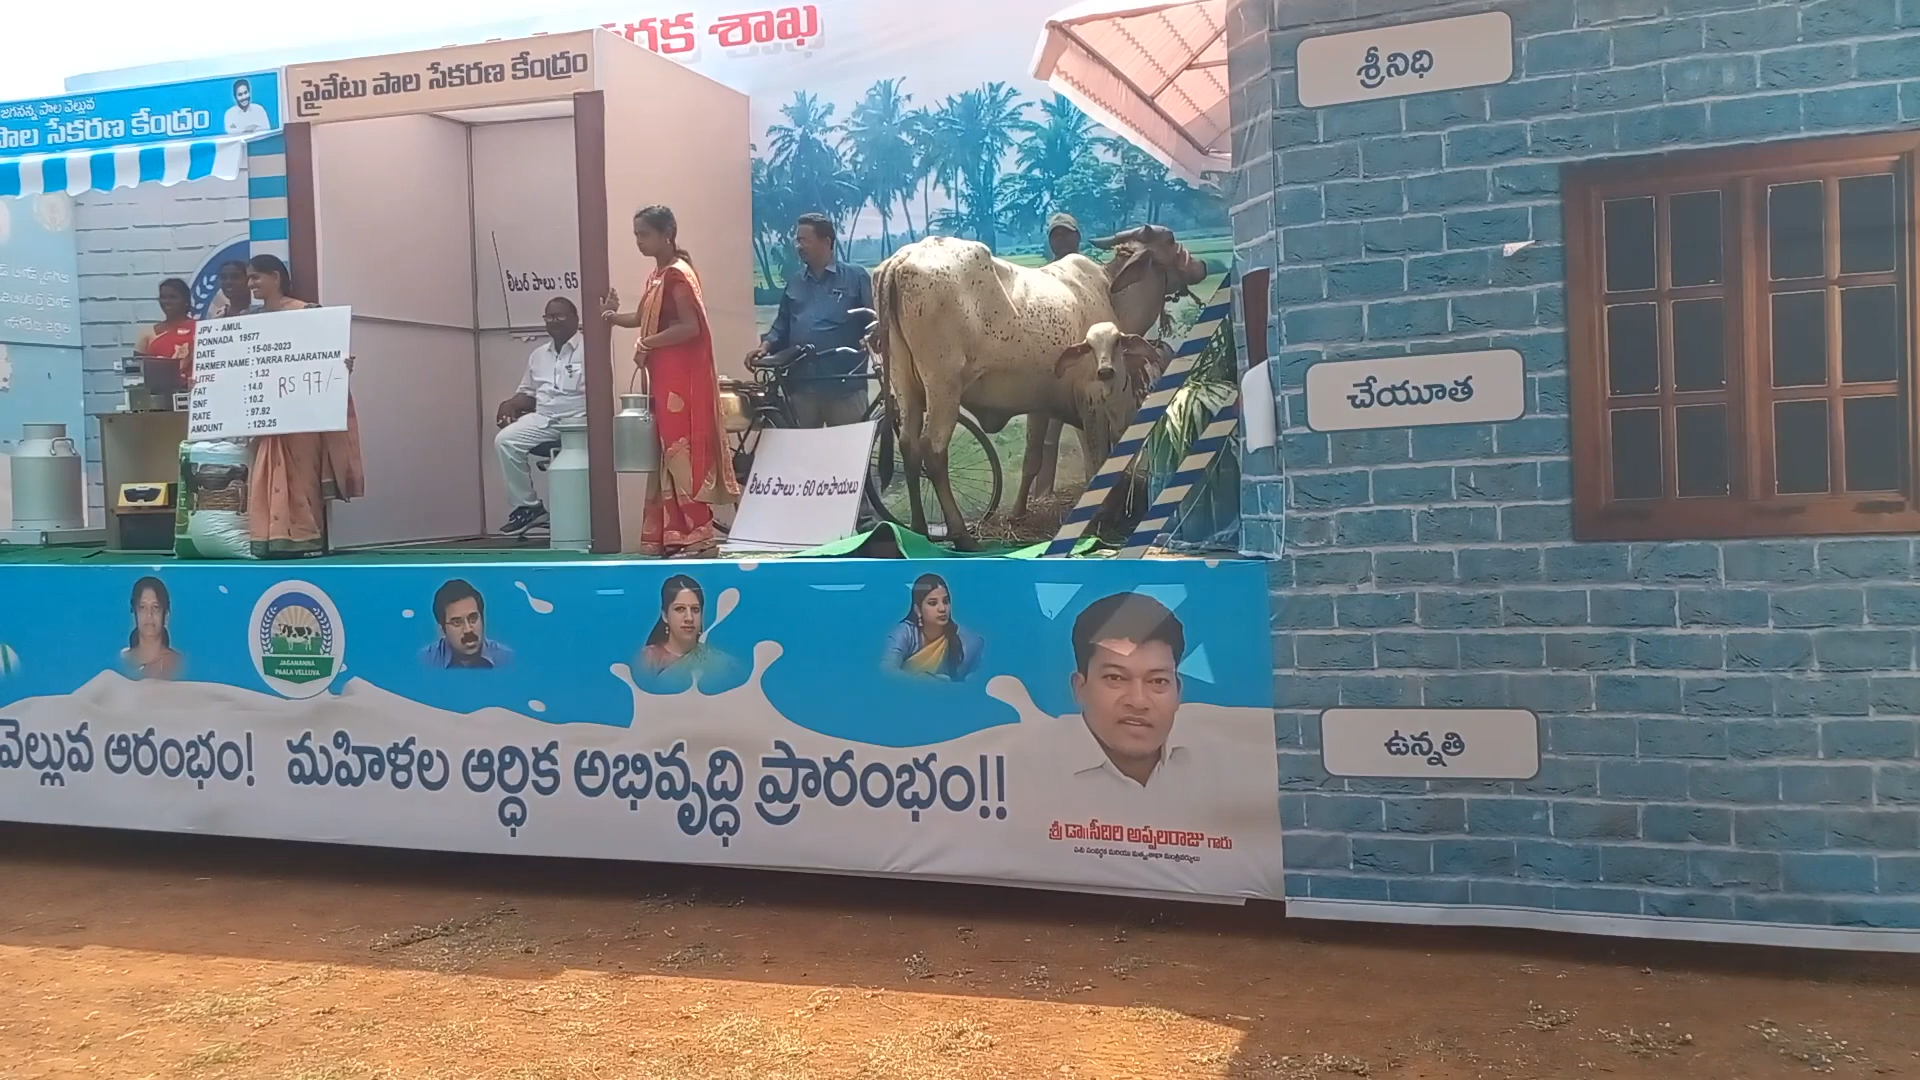 శాఖ
జగనన్న పాల వెల్లువ
పాల సేకరణ కేంద్రం
ప్రైవేటు పాల సేకరణ కేంద్రం
శ్రీనిధి
లీటర్ పాలు : 65
JPV - AMUL
PONNADA 19577
DATE : 15-08-2023
FARMER NAME : YARRA RAJARATNAM
LITRE : 1.32
FAT : 14.0
SNF : 10.2
RATE : 97.92
AMOUNT : 129.25
RS 97/-
లీటర్ పాలు : 60 రూపాయలు
చేయూత
JAGANANNA
PAALA VELLUVA
ఉన్నతి
వెల్లువ ఆరంభం! మహిళల ఆర్ధిక అభివృద్ధి ప్రారంభం!!
శ్రీ డా॥సీదిరి అప్పలరాజు గారు